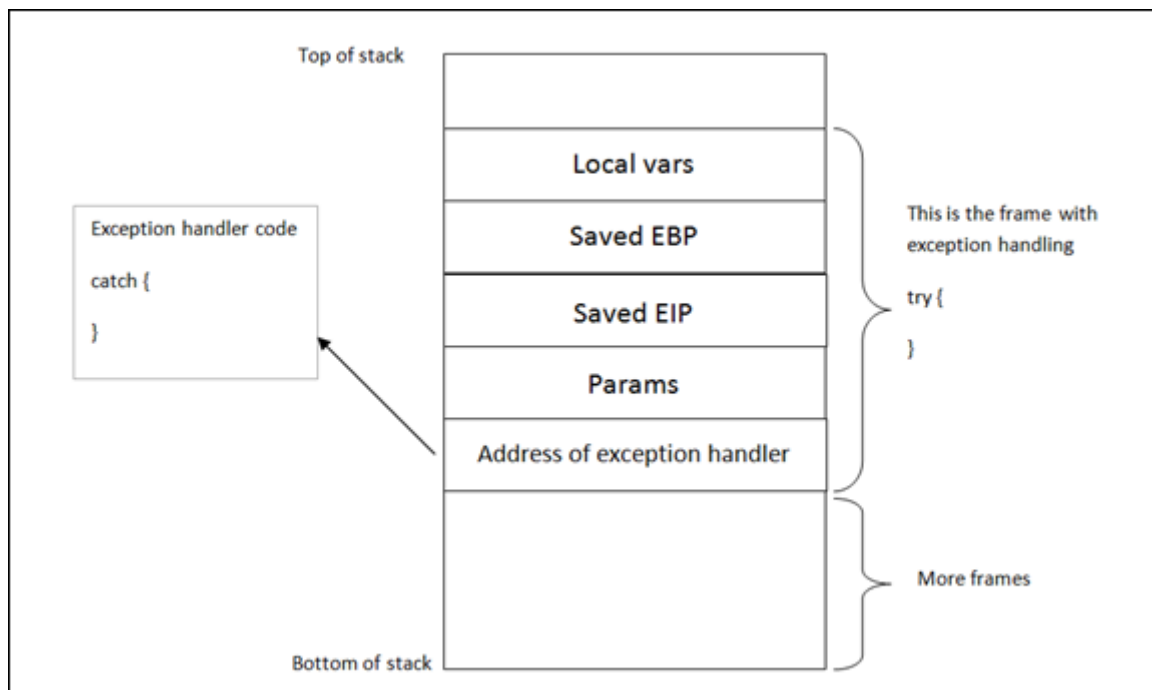 Top of stack
Local vars
Saved EBP
Saved EIP
Params
Address of exception handler
Bottom of stack
Exception handler code
catch {
}
This is the frame with
exception handling
try {
}
More frames